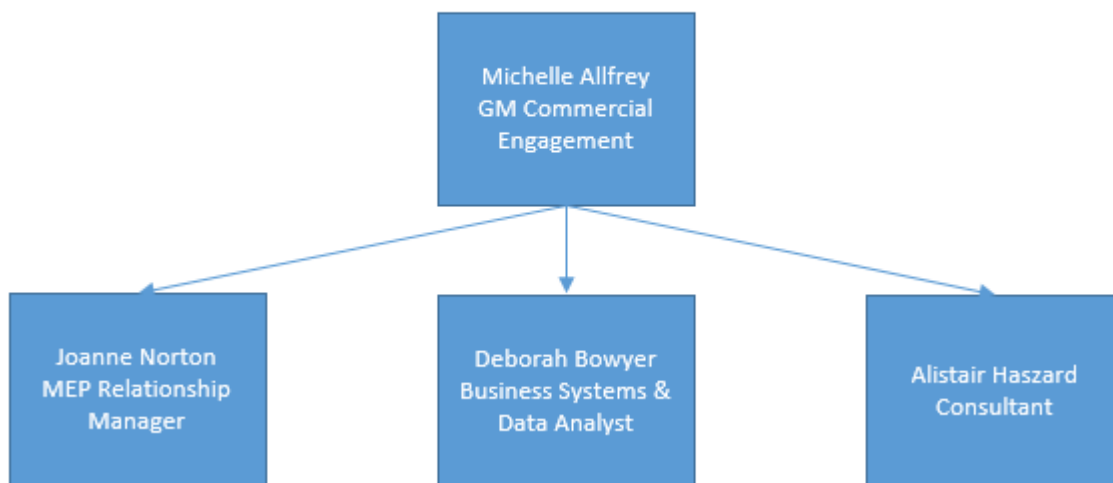 Michelle Allfrey
GM Commercial
Engagement
Joanne Norton
MEP Relationship
Manager
Deborah Bowyer
Business Systems &
Data Analyst
Alistair Haszard
Consultant